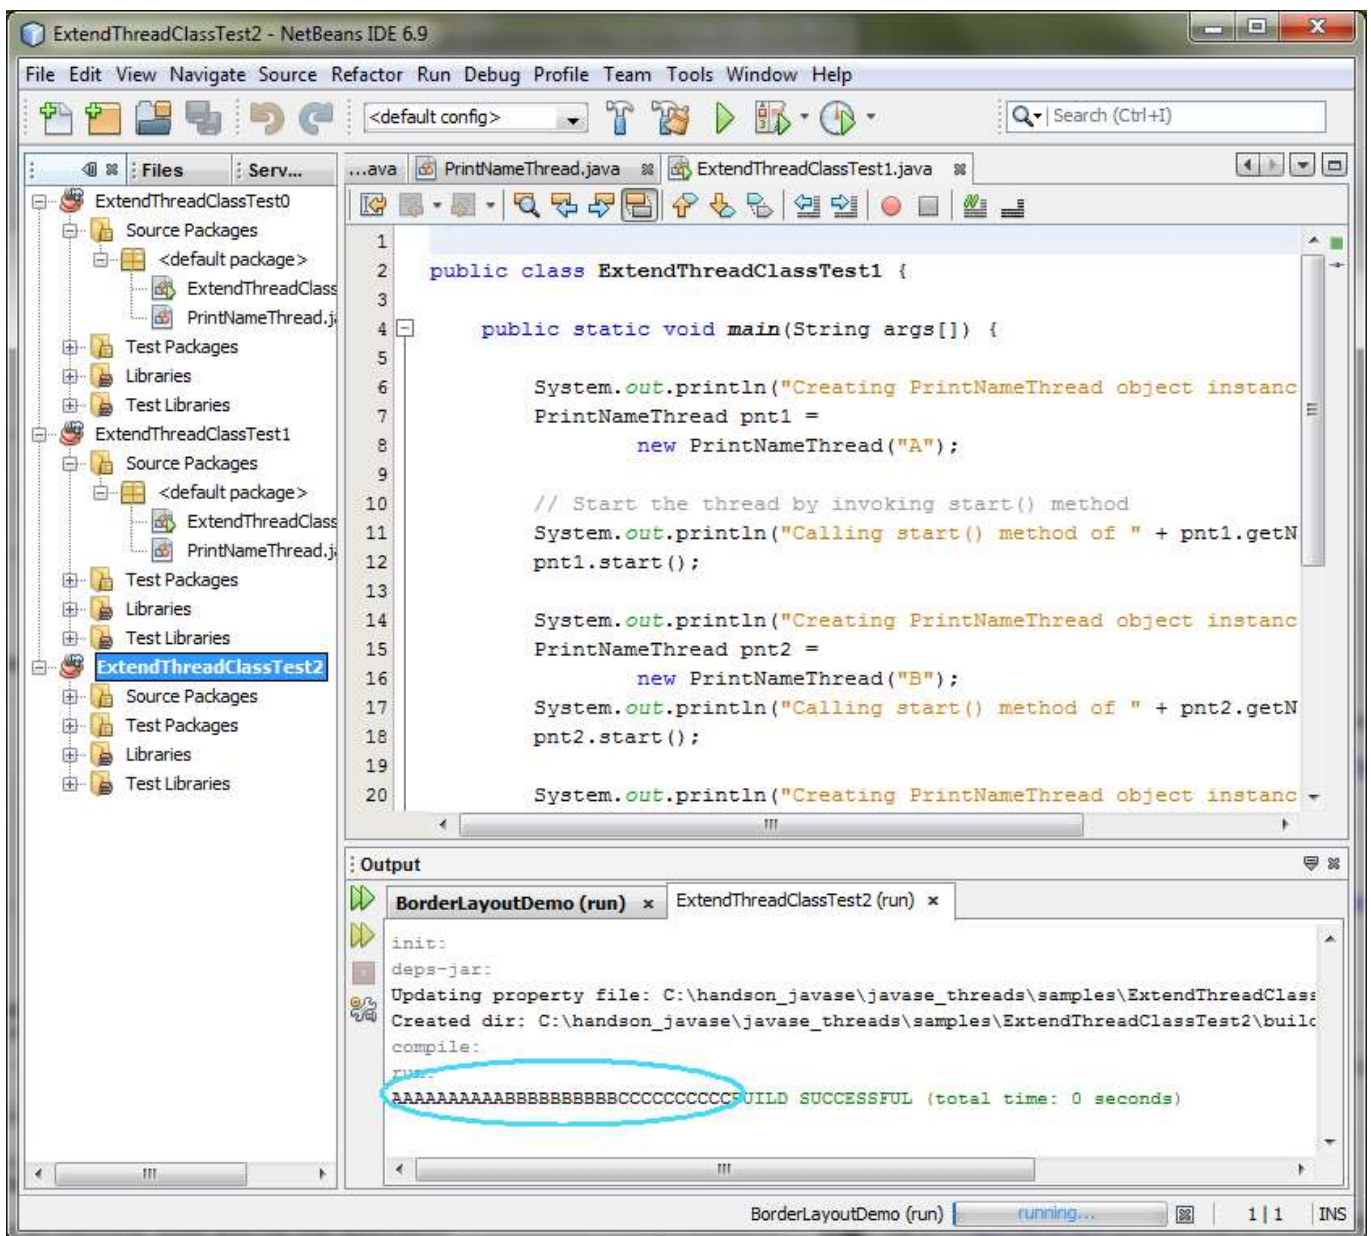 ExtendThreadClassTest2 - NetBeans IDE 6.9
File Edit View Navigate Source Refactor Run Debug Profile Team Tools Window Help
<default config>
Search (Ctrl+I)
Files Serv...
ExtendThreadClassTest0
Source Packages
<default package>
ExtendThreadClass
PrintNameThread.j
Test Packages
Libraries
Test Libraries
ExtendThreadClassTest1
Source Packages
<default package>
ExtendThreadClass
PrintNameThread.j
Test Packages
Libraries
Test Libraries
ExtendThreadClassTest2
Source Packages
Test Packages
Libraries
Test Libraries
...ava PrintNameThread.java ExtendThreadClassTest1.java
1
2 public class ExtendThreadClassTest1 {
3
4 public static void main(String args[]) {
5
6 System.out.println("Creating PrintNameThread object instanc
7 PrintNameThread pnt1 =
8 new PrintNameThread("A");
9
10 // Start the thread by invoking start() method
11 System.out.println("Calling start() method of " + pnt1.getN
12 pnt1.start();
13
14 System.out.println("Creating PrintNameThread object instanc
15 PrintNameThread pnt2 =
16 new PrintNameThread("B");
17 System.out.println("Calling start() method of " + pnt2.getN
18 pnt2.start();
19
20 System.out.println("Creating PrintNameThread object instanc
Output
BorderLayoutDemo (run) ExtendThreadClassTest2 (run)
init:
deps-jar:
Updating property file: C:\handson_javase\javase_threads\samples\ExtendThreadClass
Created dir: C:\handson_javase\javase_threads\samples\ExtendThreadClassTest2\build
compile:
run:
AAAAAAAAAABBBBBBBBBBCCCCCCCCCCBUILD SUCCESSFUL (total time: 0 seconds)
BorderLayoutDemo (run) running... 1|1 INS